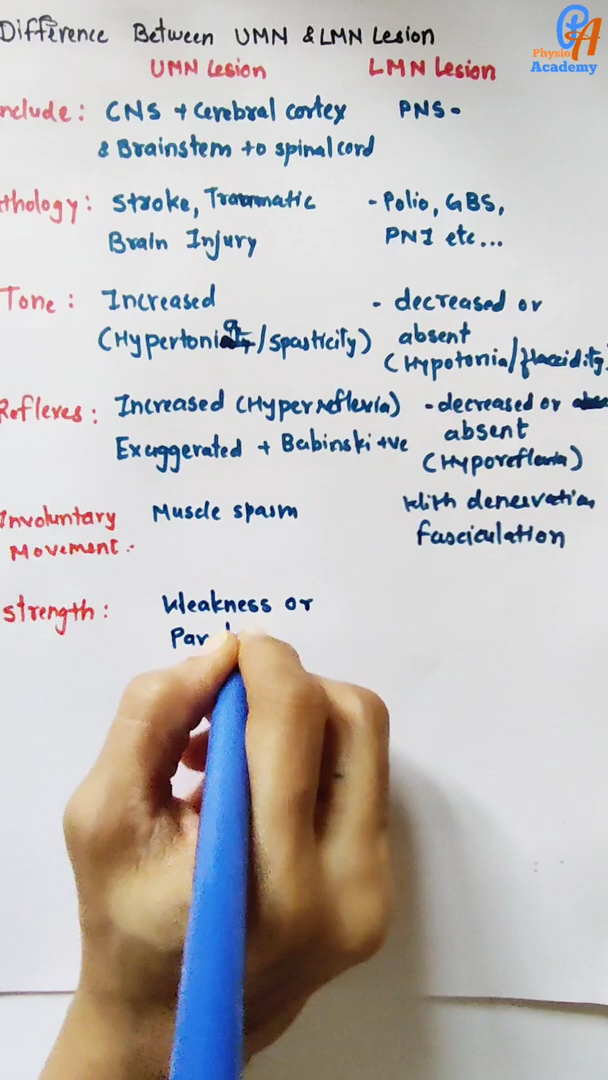 Difference Between UMN & LMN Lesion
Physio
Academy
UMN Lesion LMN Lesion
nclude: CNS + Cerebral cortex PNS-
& Brainstem to spinal cord
thology: Stroke, Traumatic - Polio, GBS,
Brain Injury PNI etc...
Tone: Increased - decreased or
absent
(Hypertonia/spasticity) (Hypotonia/flaccidity)
Reflexes: Increased (Hyperreflexia) - decreased or
absent
Exaggerated + Babinski +ve (Hyporeflexia)
Involuntary Muscle spasm With denervation,
Movement:- fasciculation
strength: Weakness or
Par